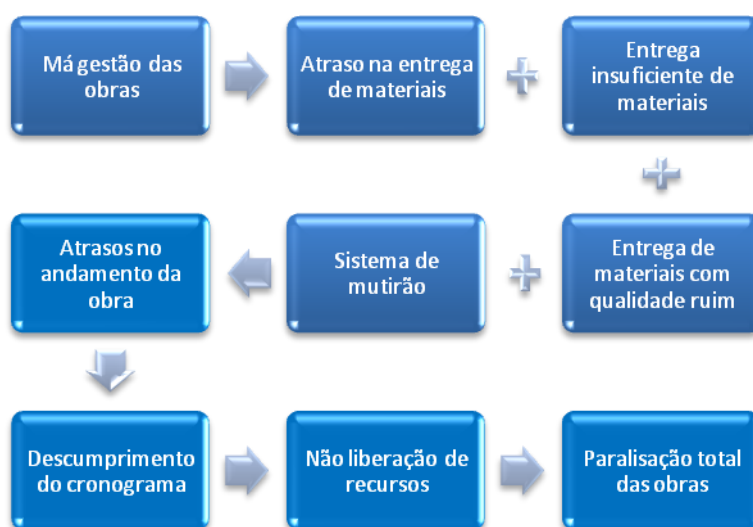 Má gestão das
obras
Atraso na entrega
de materiais
Entrega
insuficiente de
materiais
Atrasos no
andamento da
obra
Sistema de
mutirão
Entrega de
materiais com
qualidade ruim
Descumprimento
do cronograma
Não liberação de
recursos
Paralisação total
das obras